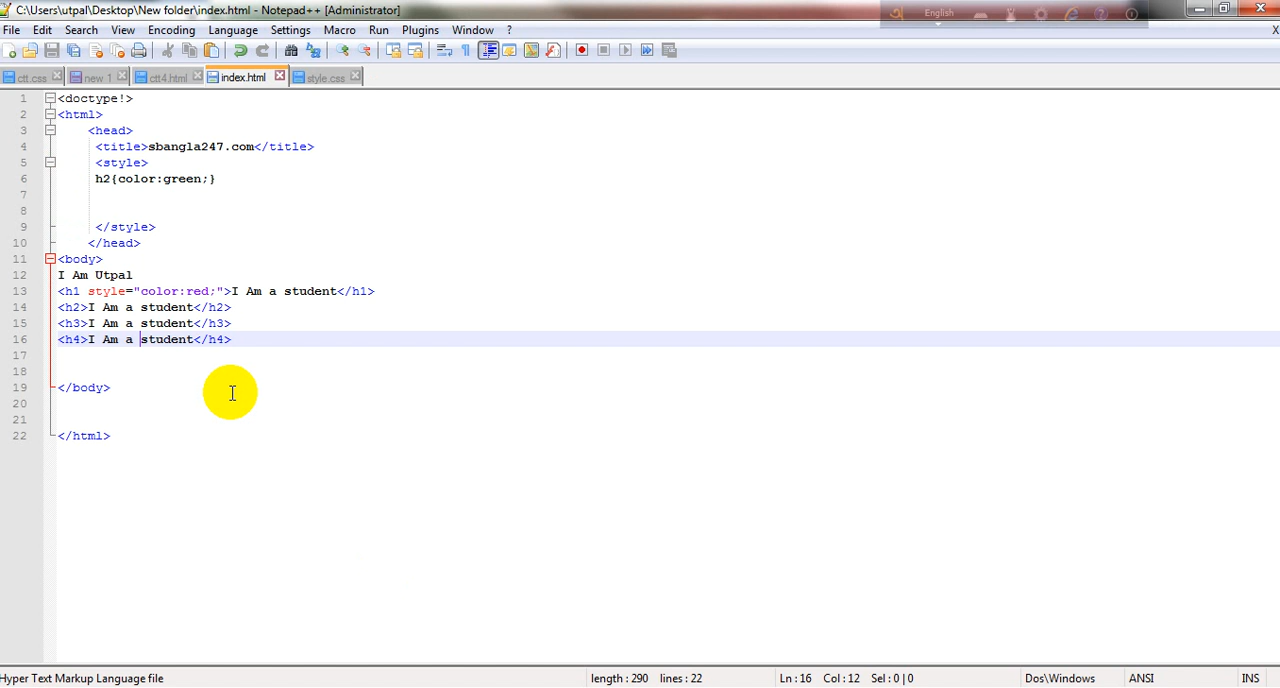 C:\Users\utpal\Desktop\New folder\index.html - Notepad++ [Administrator]
English
File Edit Search View Encoding Language Settings Macro Run Plugins Window ? X
ctt.css new 1 ctt4.html index.html style.css
1 <doctype!>
2 <html>
3 <head>
4 <title>sbangla247.com</title>
5 <style>
6 h2{color:green;}
7
8
9 </style>
10 </head>
11 <body>
12 I Am Utpal
13 <h1 style="color:red;">I Am a student</h1>
14 <h2>I Am a student</h2>
15 <h3>I Am a student</h3>
16 <h4>I Am a student</h4>
17
18
19 </body>
20
21
22 </html>
Hyper Text Markup Language file length : 290 lines : 22 Ln : 16 Col : 12 Sel : 0 | 0 Dos\Windows ANSI INS